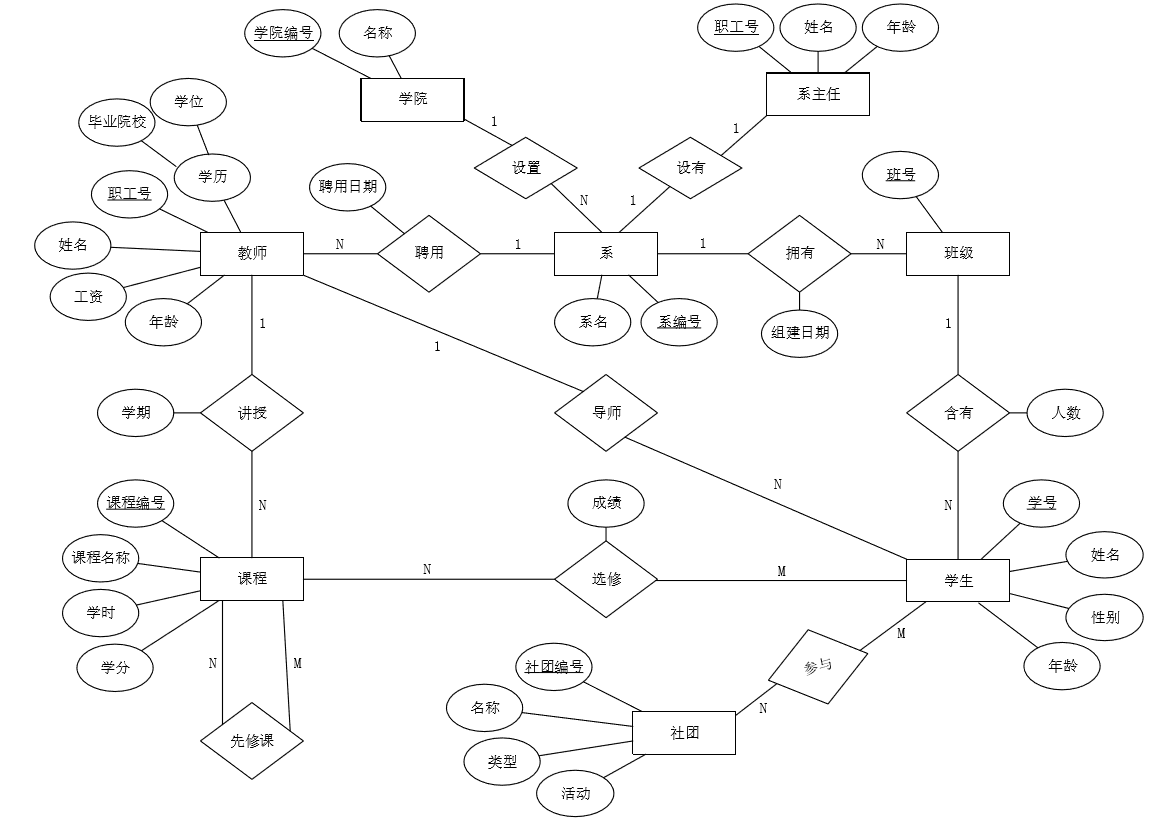 学院编号
名称
职工号
姓名
年龄
学院
系主任
学位
毕业院校
学历
1
1
设置
设有
职工号
聘用日期
班号
N
1
姓名
教师
N
聘用
1
系
1
拥有
N
班级
工资
年龄
系名
系编号
组建日期
1
1
1
学期
讲授
导师
含有
人数
N
课程编号
N
成绩
N
学号
课程名称
课程
N
选修
M
学生
姓名
学时
性别
学分
N
M
M
参与
年龄
社团编号
名称
N
先修课
社团
类型
活动